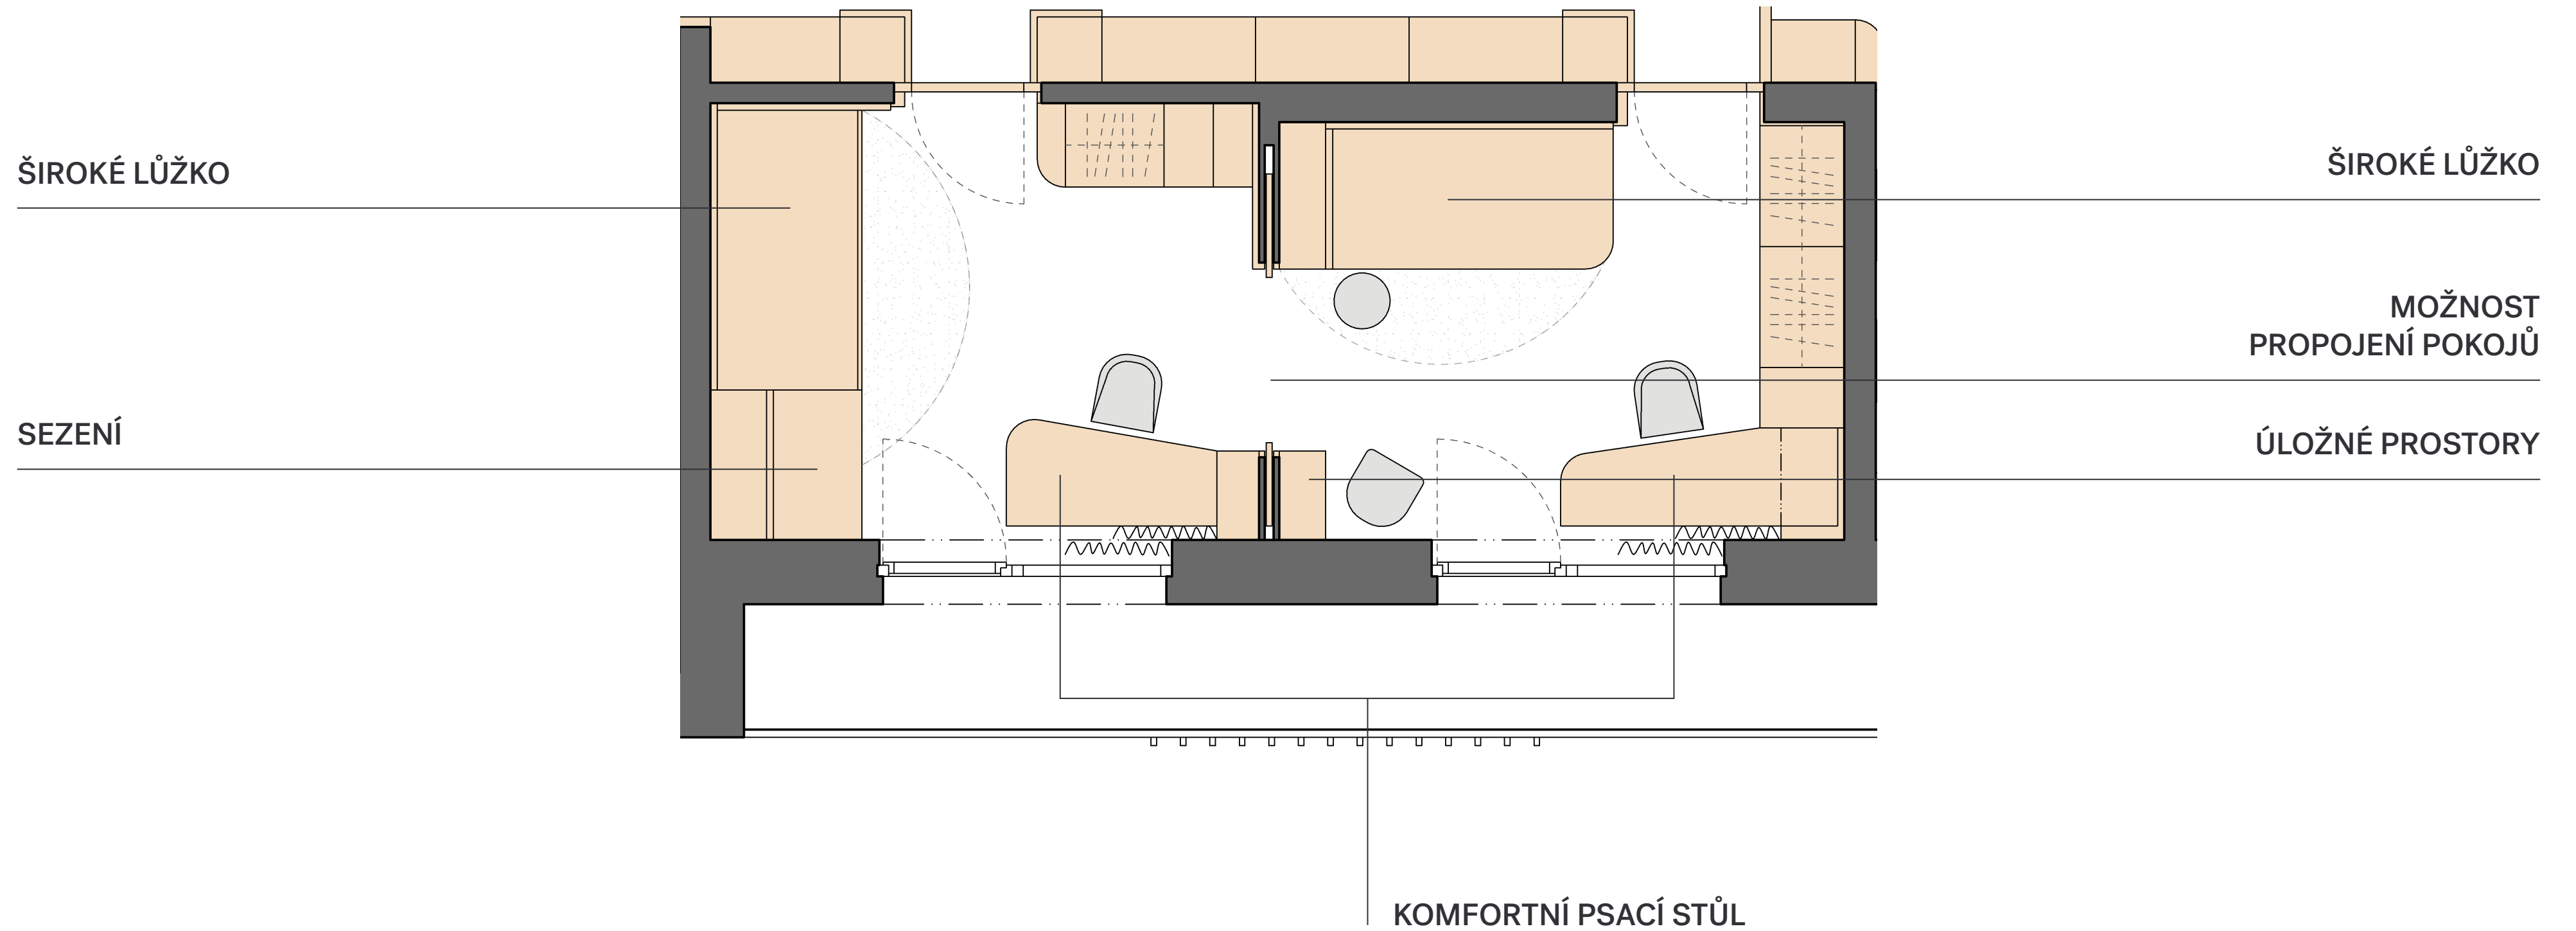 ŠIROKÉ LŮŽKO
SEZENÍ
ŠIROKÉ LŮŽKO
MOŽNOST
PROPOJENÍ POKOJŮ
ÚLOŽNÉ PROSTORY
KOMFORTNÍ PSACÍ STŮL